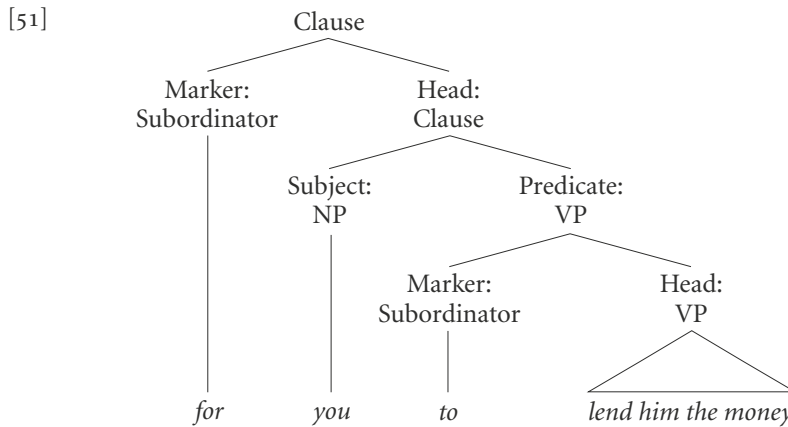 [51]
Clause
Marker: Head:
Subordinator Clause
Subject: Predicate:
NP VP
Marker: Head:
Subordinator VP
for you to lend him the money